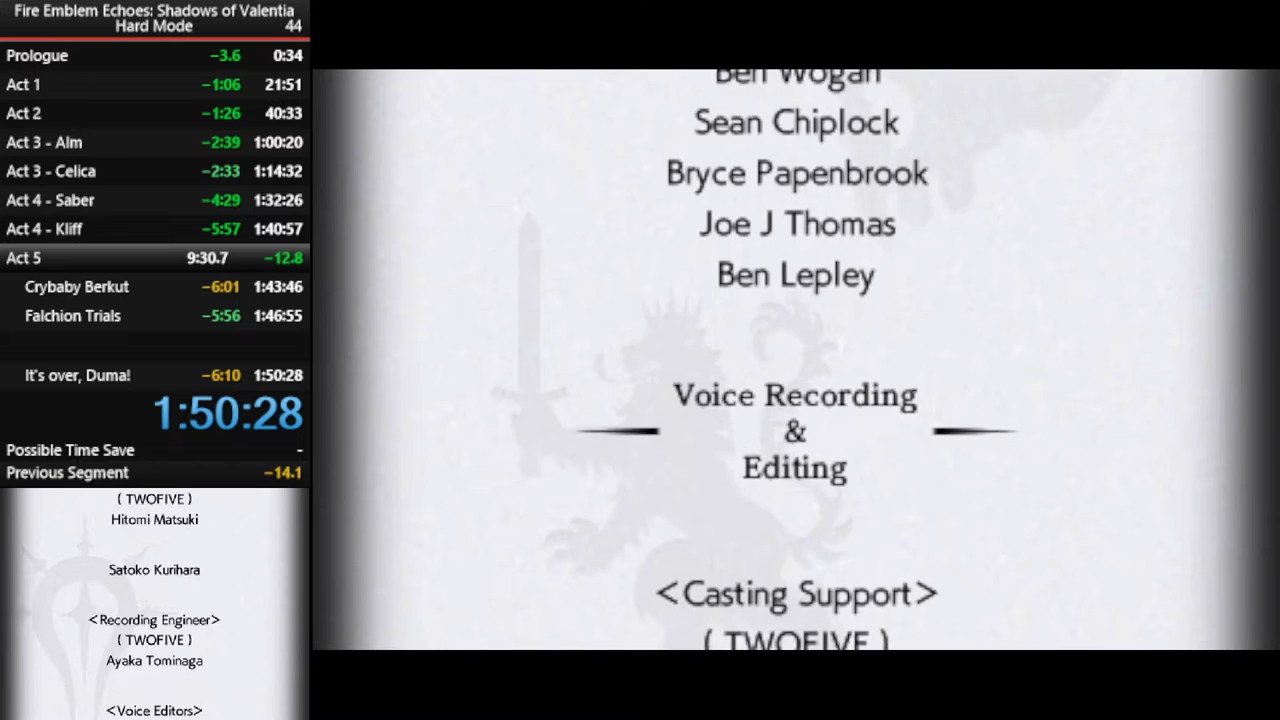 Fire Emblem Echoes: Shadows of Valentia
Hard Mode 44
Prologue −3.6 0:34
Act 1 −1:06 21:51
Act 2 −1:26 40:33
Act 3 - Alm −2:39 1:00:20
Act 3 - Celica −2:33 1:14:32
Act 4 - Saber −4:29 1:32:26
Act 4 - Kliff −5:57 1:40:57
Act 5 9:30.7 −12.8
Crybaby Berkut −6:01 1:43:46
Falchion Trials −5:56 1:46:55
It's over, Duma! −6:10 1:50:28
1:50:28
Possible Time Save -
Previous Segment −14.1
( TWOFIVE )
Hitomi Matsuki
Satoko Kurihara
<Recording Engineer>
( TWOFIVE )
Ayaka Tominaga
<Voice Editors>
Ben Wogan
Sean Chiplock
Bryce Papenbrook
Joe J Thomas
Ben Lepley
Voice Recording
&
Editing
<Casting Support>
( TWOFIVE )